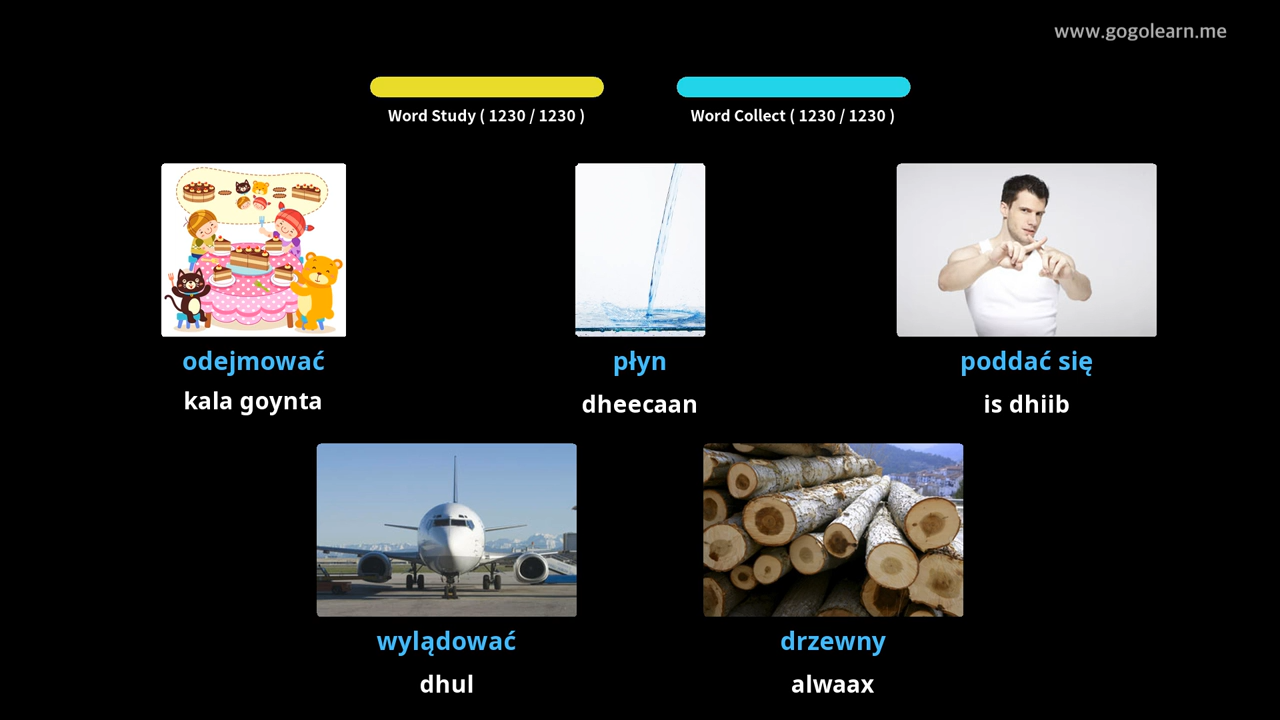 www.gogolearn.me
Word Study ( 1230 / 1230 )
Word Collect ( 1230 / 1230 )
odejmować
kala goynta
płyn
dheecaan
poddać się
is dhiib
wylądować
dhul
drzewny
alwaax